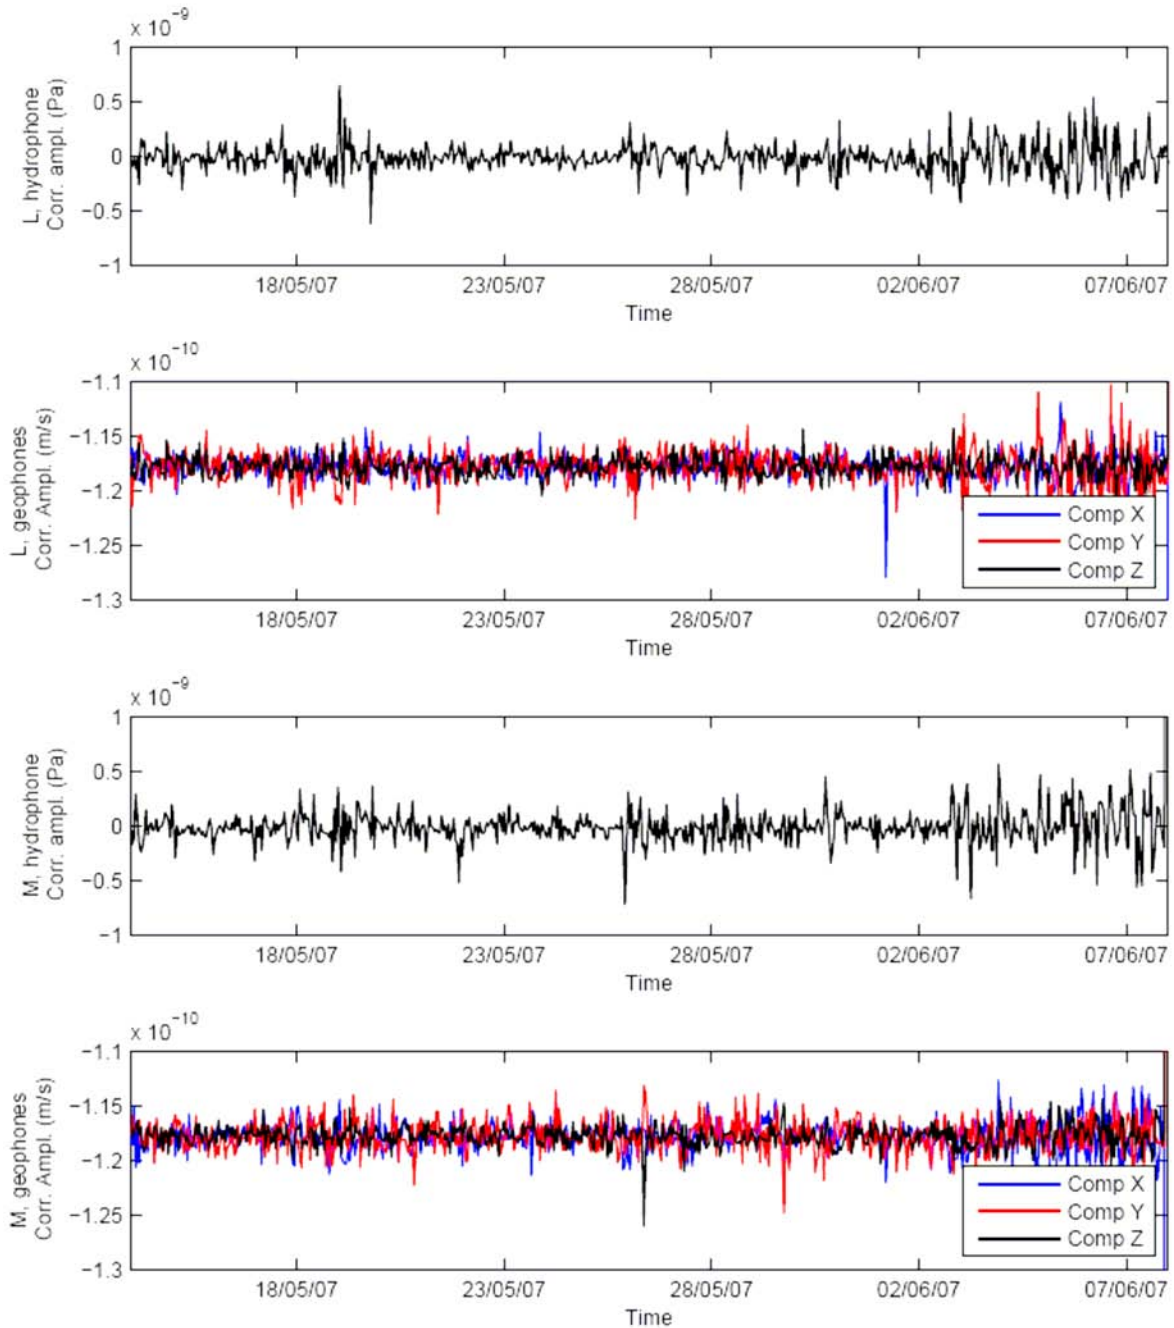 x 10⁻⁹
1
0.5
0
−0.5
−1
L, hydrophone
Corr. ampl. (Pa)
18/05/07 23/05/07 28/05/07 02/06/07 07/06/07
Time
x 10⁻¹⁰
−1.1
−1.15
−1.2
−1.25
−1.3
L, geophones
Corr. Ampl. (m/s)
Comp X
Comp Y
Comp Z
18/05/07 23/05/07 28/05/07 02/06/07 07/06/07
Time
x 10⁻⁹
1
0.5
0
−0.5
−1
M, hydrophone
Corr. ampl. (Pa)
18/05/07 23/05/07 28/05/07 02/06/07 07/06/07
Time
x 10⁻¹⁰
−1.1
−1.15
−1.2
−1.25
−1.3
M, geophones
Corr. Ampl. (m/s)
Comp X
Comp Y
Comp Z
18/05/07 23/05/07 28/05/07 02/06/07 07/06/07
Time